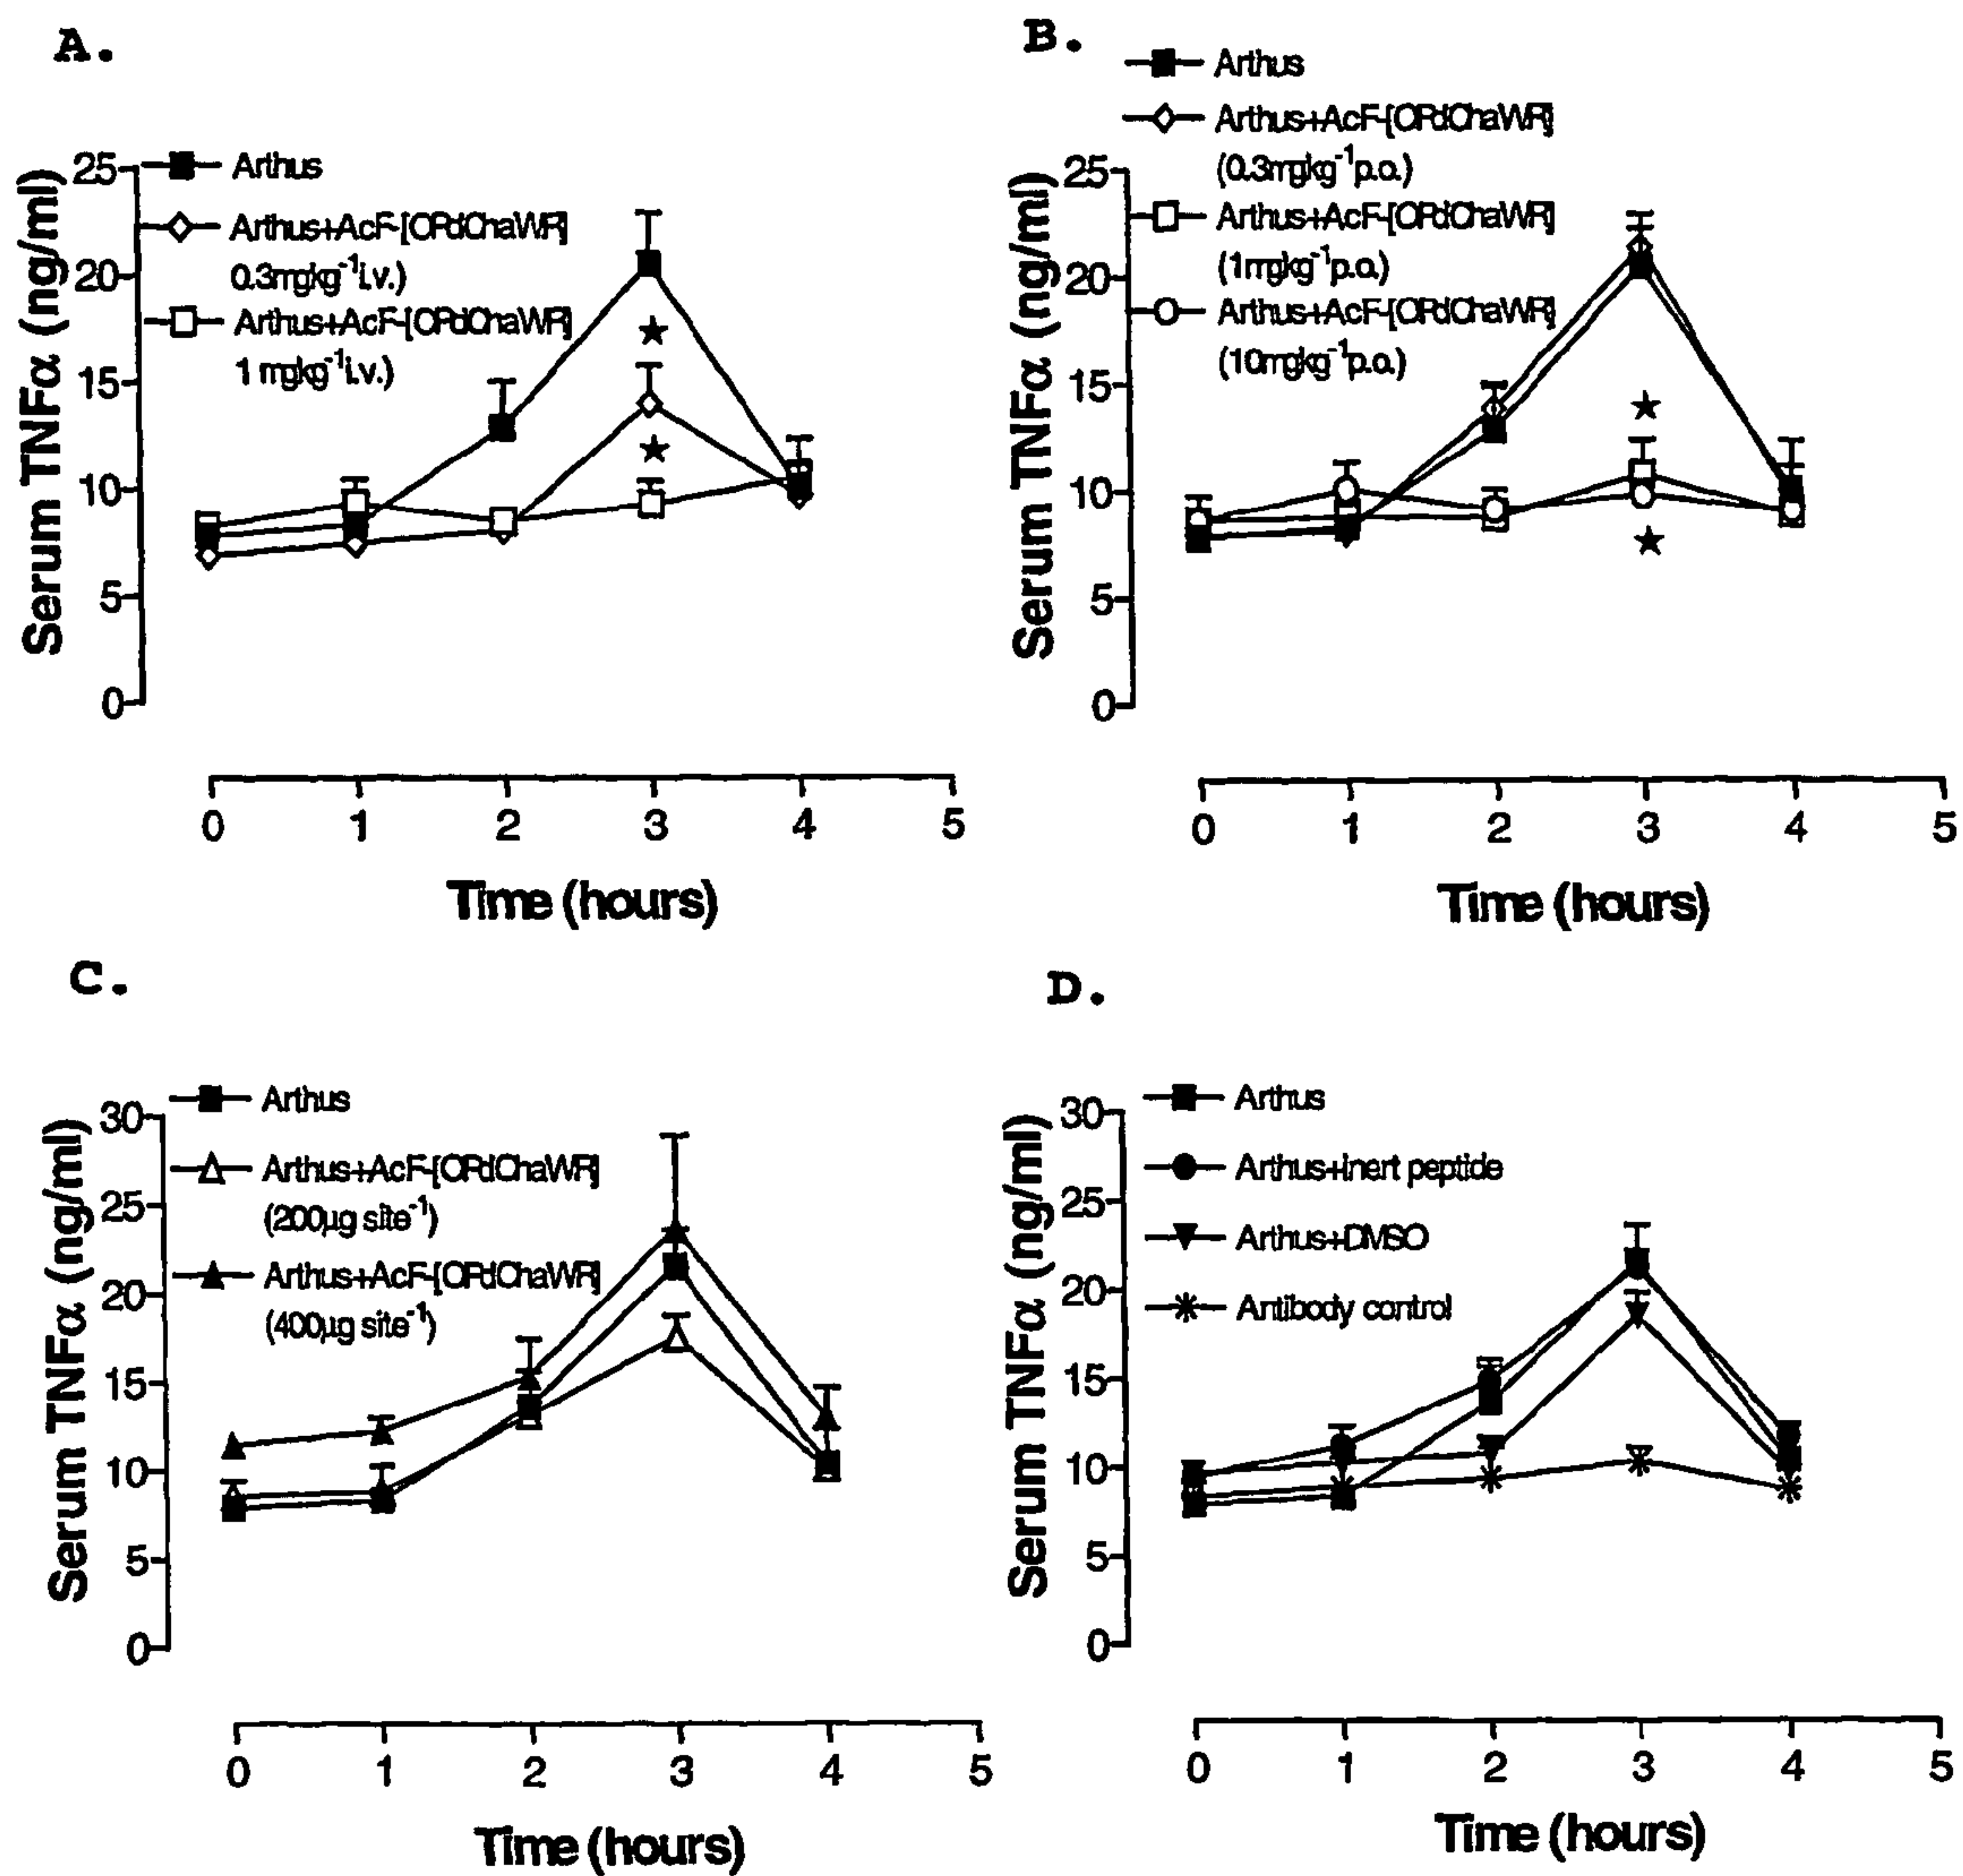 A.
Serum TNFα (ng/ml)
25
20
15
10
5
0
Arthus
Arthus+AcF-[OPdChaWR]
0.3mgkg⁻¹i.v.)
Arthus+AcF-[OPdChaWR]
1 mgkg⁻¹i.v.)
0 1 2 3 4 5
Time (hours)
B.
Serum TNFα (ng/ml)
25
20
15
10
5
0
Arthus
Arthus+AcF-[OPdChaWR]
(0.3mgkg⁻¹p.o.)
Arthus+AcF-[OPdChaWR]
(1mgkg⁻¹p.o.)
Arthus+AcF-[OPdChaWR]
(10mgkg⁻¹p.o.)
0 1 2 3 4 5
Time (hours)
C.
Serum TNFα (ng/ml)
30
25
20
15
10
5
0
Arthus
Arthus+AcF-[OPdChaWR]
(200µg site⁻¹)
Arthus+AcF-[OPdChaWR]
(400µg site⁻¹)
0 1 2 3 4 5
Time (hours)
D.
Serum TNFα (ng/ml)
30
25
20
15
10
5
0
Arthus
Arthus+Inert peptide
Arthus+DMSO
Antibody control
0 1 2 3 4 5
Time (hours)